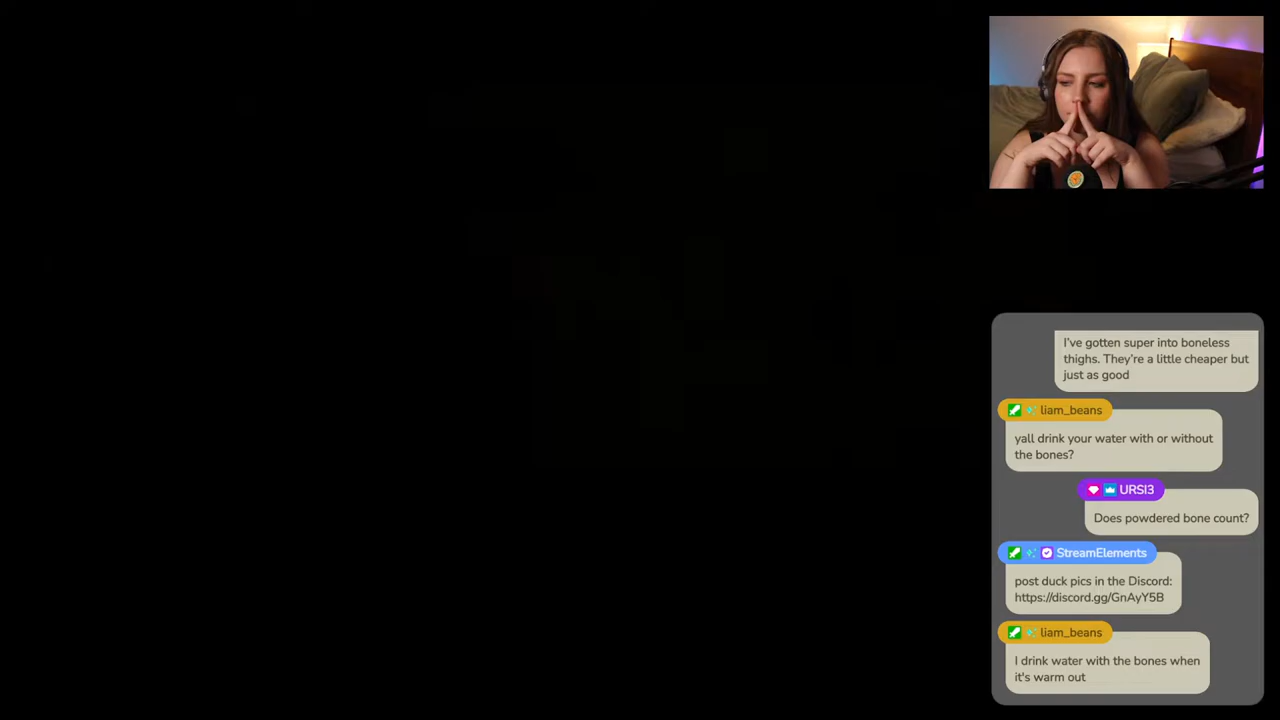 I've gotten super into boneless
thighs. They're a little cheaper but
just as good
liam_beans
yall drink your water with or without
the bones?
URSI3
Does powdered bone count?
StreamElements
post duck pics in the Discord:
https://discord.gg/GnAyY5B
liam_beans
I drink water with the bones when
it's warm out